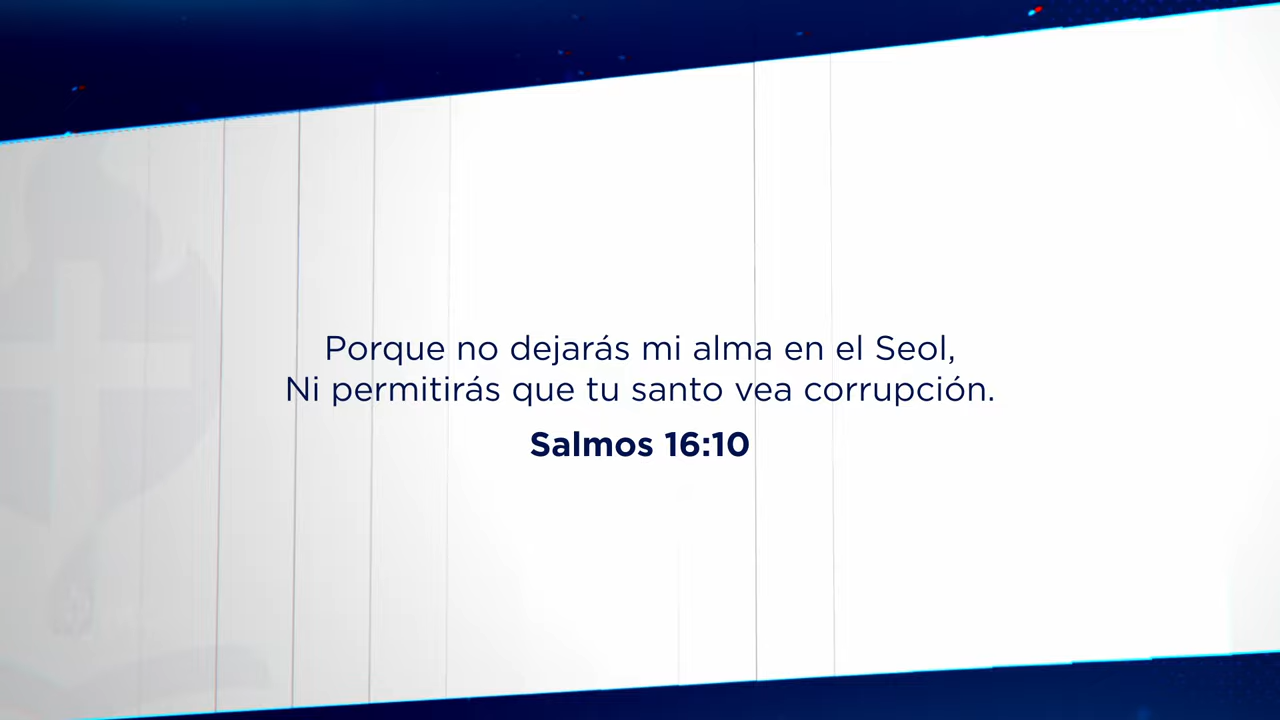 Porque no dejarás mi alma en el Seol,
Ni permitirás que tu santo vea corrupción.
Salmos 16:10